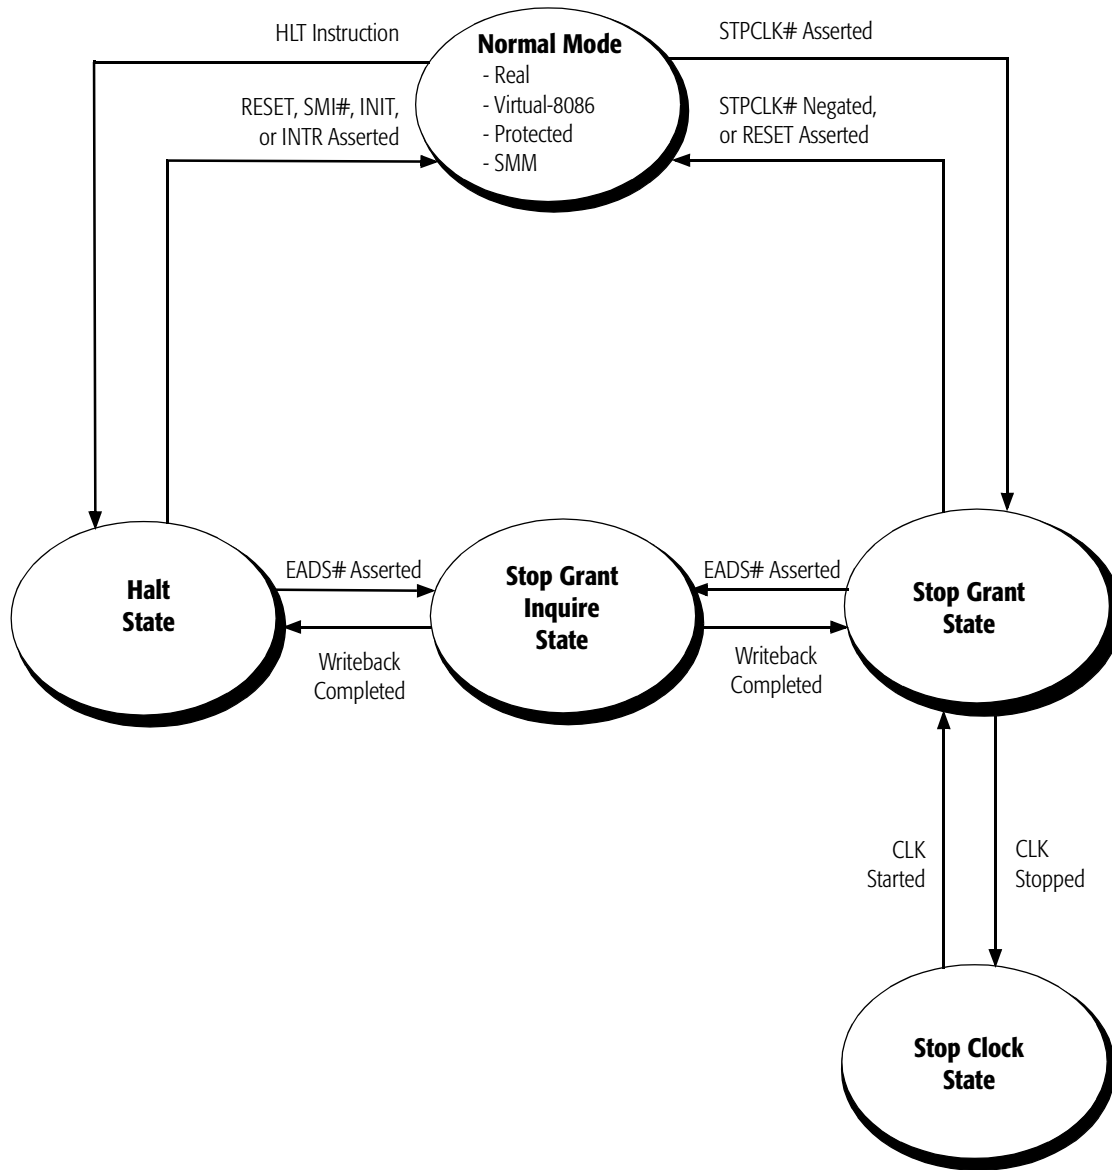 HLT Instruction
Normal Mode
- Real
- Virtual-8086
- Protected
- SMM
STPCLK# Asserted
RESET, SMI#, INIT,
or INTR Asserted
STPCLK# Negated,
or RESET Asserted
Halt
State
EADS# Asserted
Writeback
Completed
Stop Grant
Inquire
State
EADS# Asserted
Writeback
Completed
Stop Grant
State
CLK
Started
CLK
Stopped
Stop Clock
State